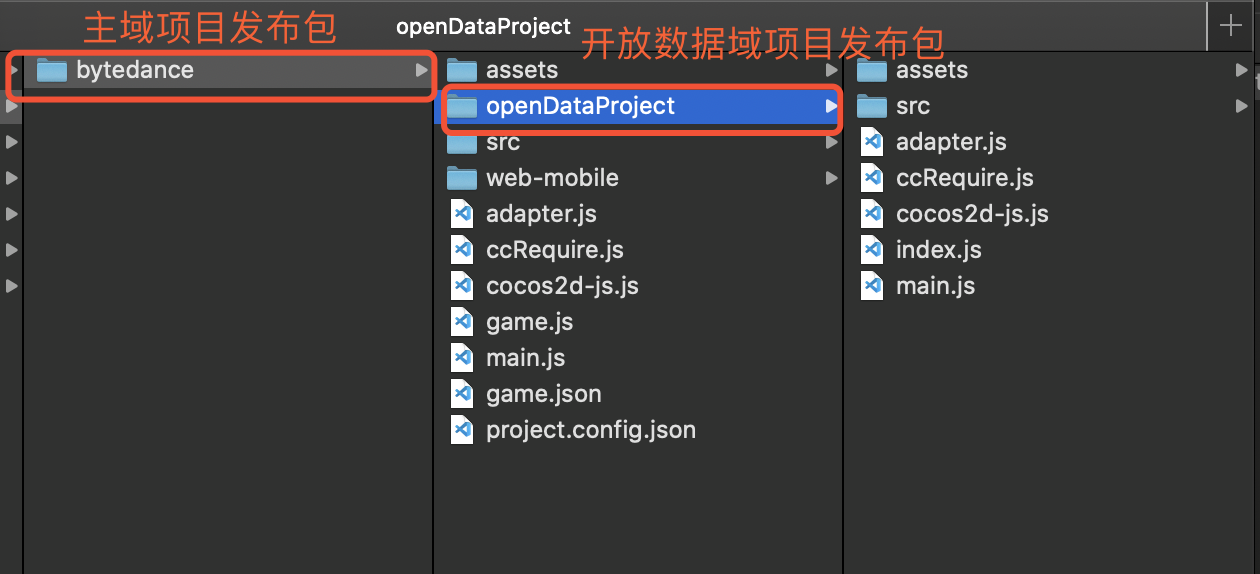 主域项目发布包
openDataProject
开放数据域项目发布包
bytedance
assets
openDataProject
src
web-mobile
adapter.js
ccRequire.js
cocos2d-js.js
game.js
main.js
game.json
project.config.json
assets
src
adapter.js
ccRequire.js
cocos2d-js.js
index.js
main.js